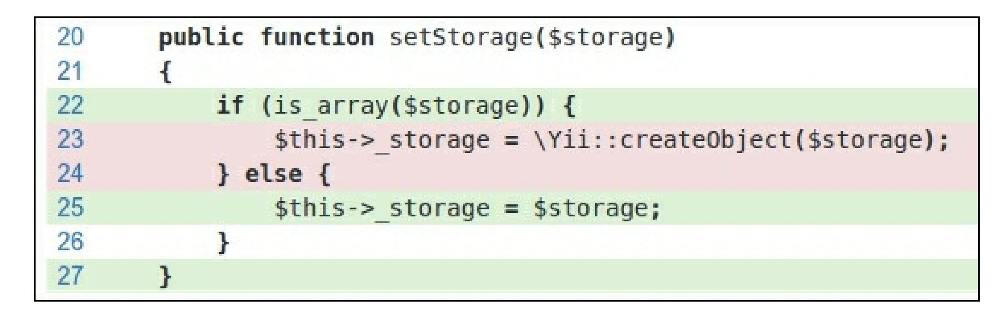 20 public function setStorage($storage)
21 {
22 if (is_array($storage)) {
23 $this->_storage = \Yii::createObject($storage);
24 } else {
25 $this->_storage = $storage;
26 }
27 }